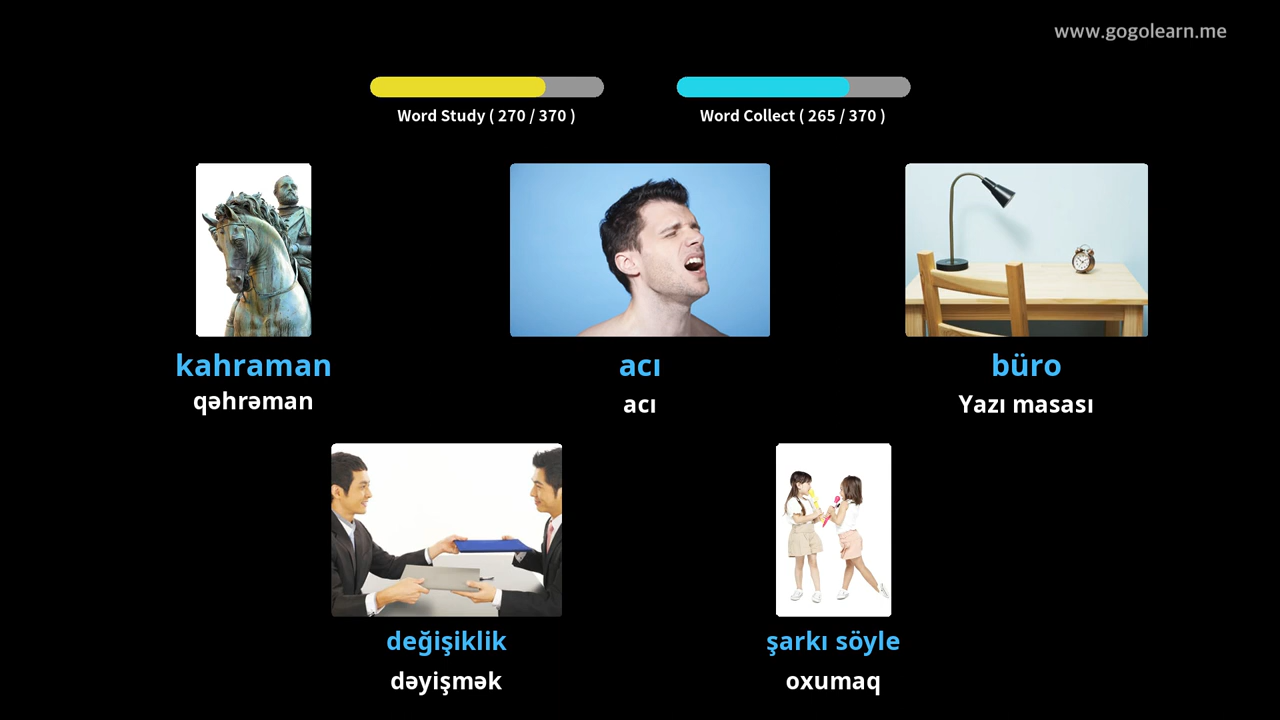 www.gogolearn.me
Word Study ( 270 / 370 )
Word Collect ( 265 / 370 )
kahraman
qəhrəman
acı
acı
büro
Yazı masası
değişiklik
dəyişmək
şarkı söyle
oxumaq